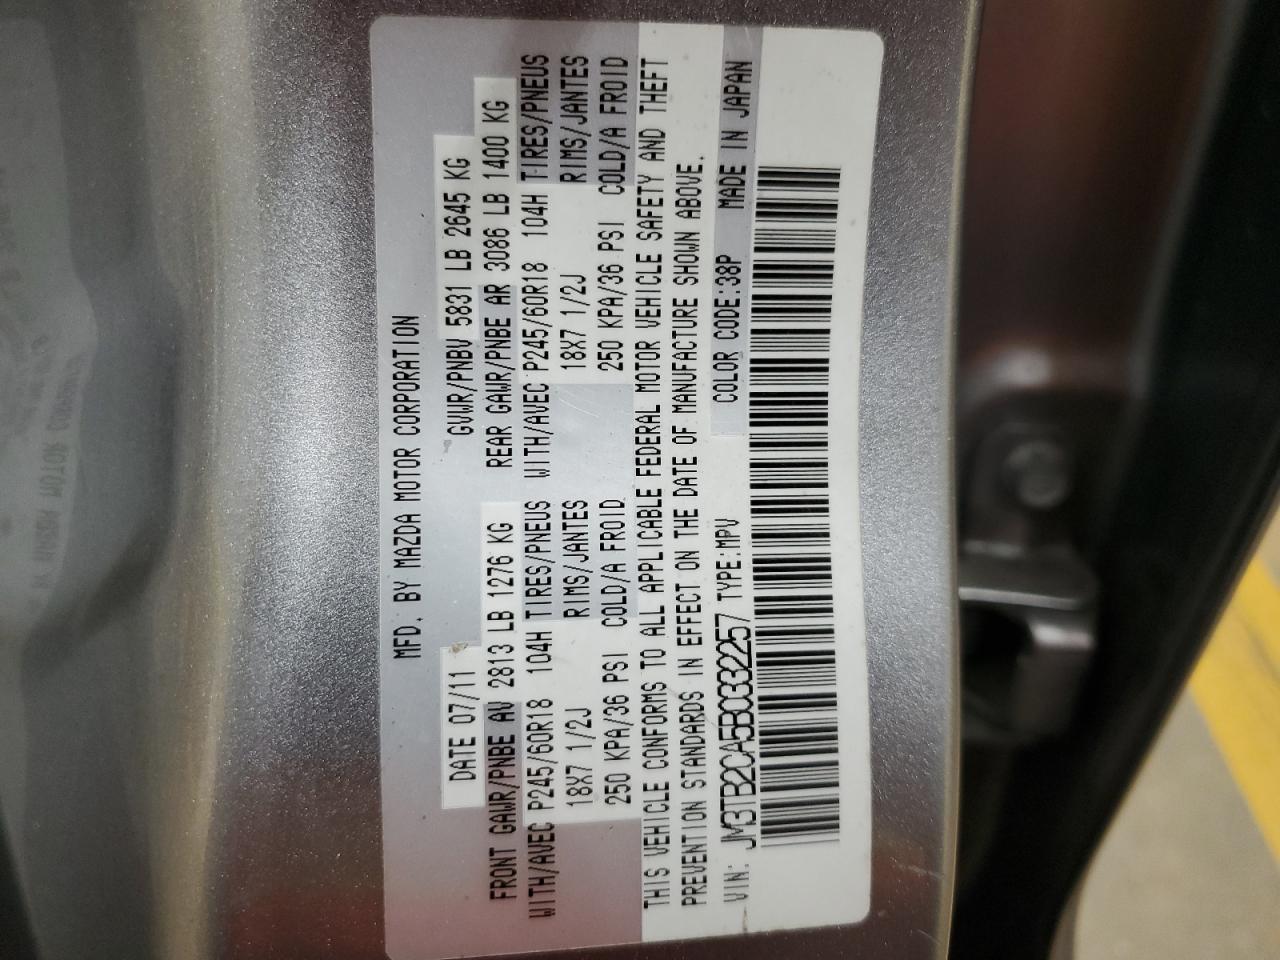 MFD. BY MAZDA MOTOR CORPORATION
DATE 07/11 GVWR/PNBV 5831 LB 2645 KG
FRONT GAWR/PNBE AV 2813 LB 1276 KG REAR GAWR/PNBE AR 3086 LB 1400 KG
WITH/AVEC P245/60R18 104H TIRES/PNEUS WITH/AVEC P245/60R18 104H TIRES/PNEUS
18X7 1/2J RIMS/JANTES 18X7 1/2J RIMS/JANTES
250 KPA/36 PSI COLD/A FROID 250 KPA/36 PSI COLD/A FROID
THIS VEHICLE CONFORMS TO ALL APPLICABLE FEDERAL MOTOR VEHICLE SAFETY AND THEFT
PREVENTION STANDARDS IN EFFECT ON THE DATE OF MANUFACTURE SHOWN ABOVE.
VIN: JM3TB2CA5B0332257 TYPE:MPV COLOR CODE:38P MADE IN JAPAN